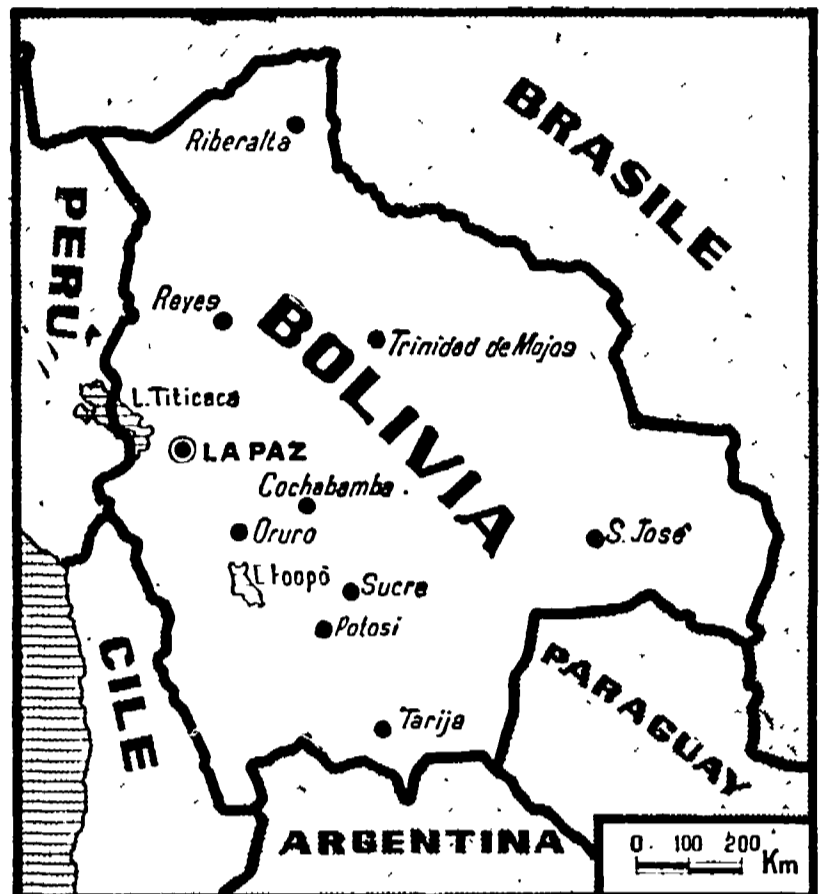 BRASILE
Riberalta
PERÚ
Reyes
BOLIVIA
Trinidad de Mojos
L. Titicaca
LA PAZ
Cochabamba
Oruro
S. José
Sucre
Potosi
CILE
PARAGUAY
Tarija
ARGENTINA
0 100 200 Km